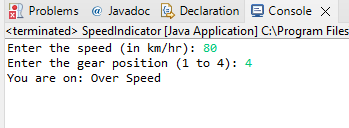 Problems @ Javadoc Declaration Console
<terminated> SpeedIndicator [Java Application] C:\Program Files
Enter the speed (in km/hr): 80
Enter the gear position (1 to 4): 4
You are on: Over Speed